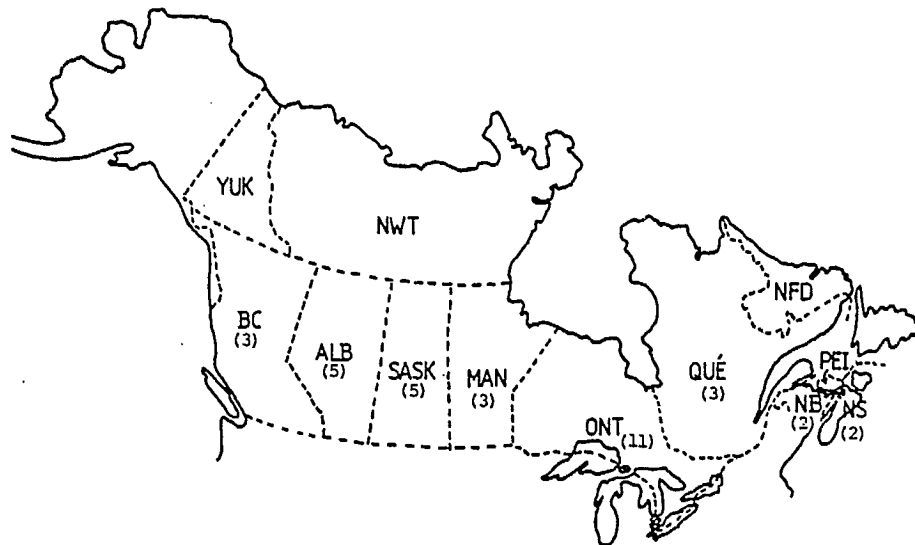 YUK
NWT
NFD
BC
(3)
ALB
(5)
SASK
(5)
MAN
(3)
ONT (11)
QUÉ
(3)
PEI
NB
(2)
NS
(2)